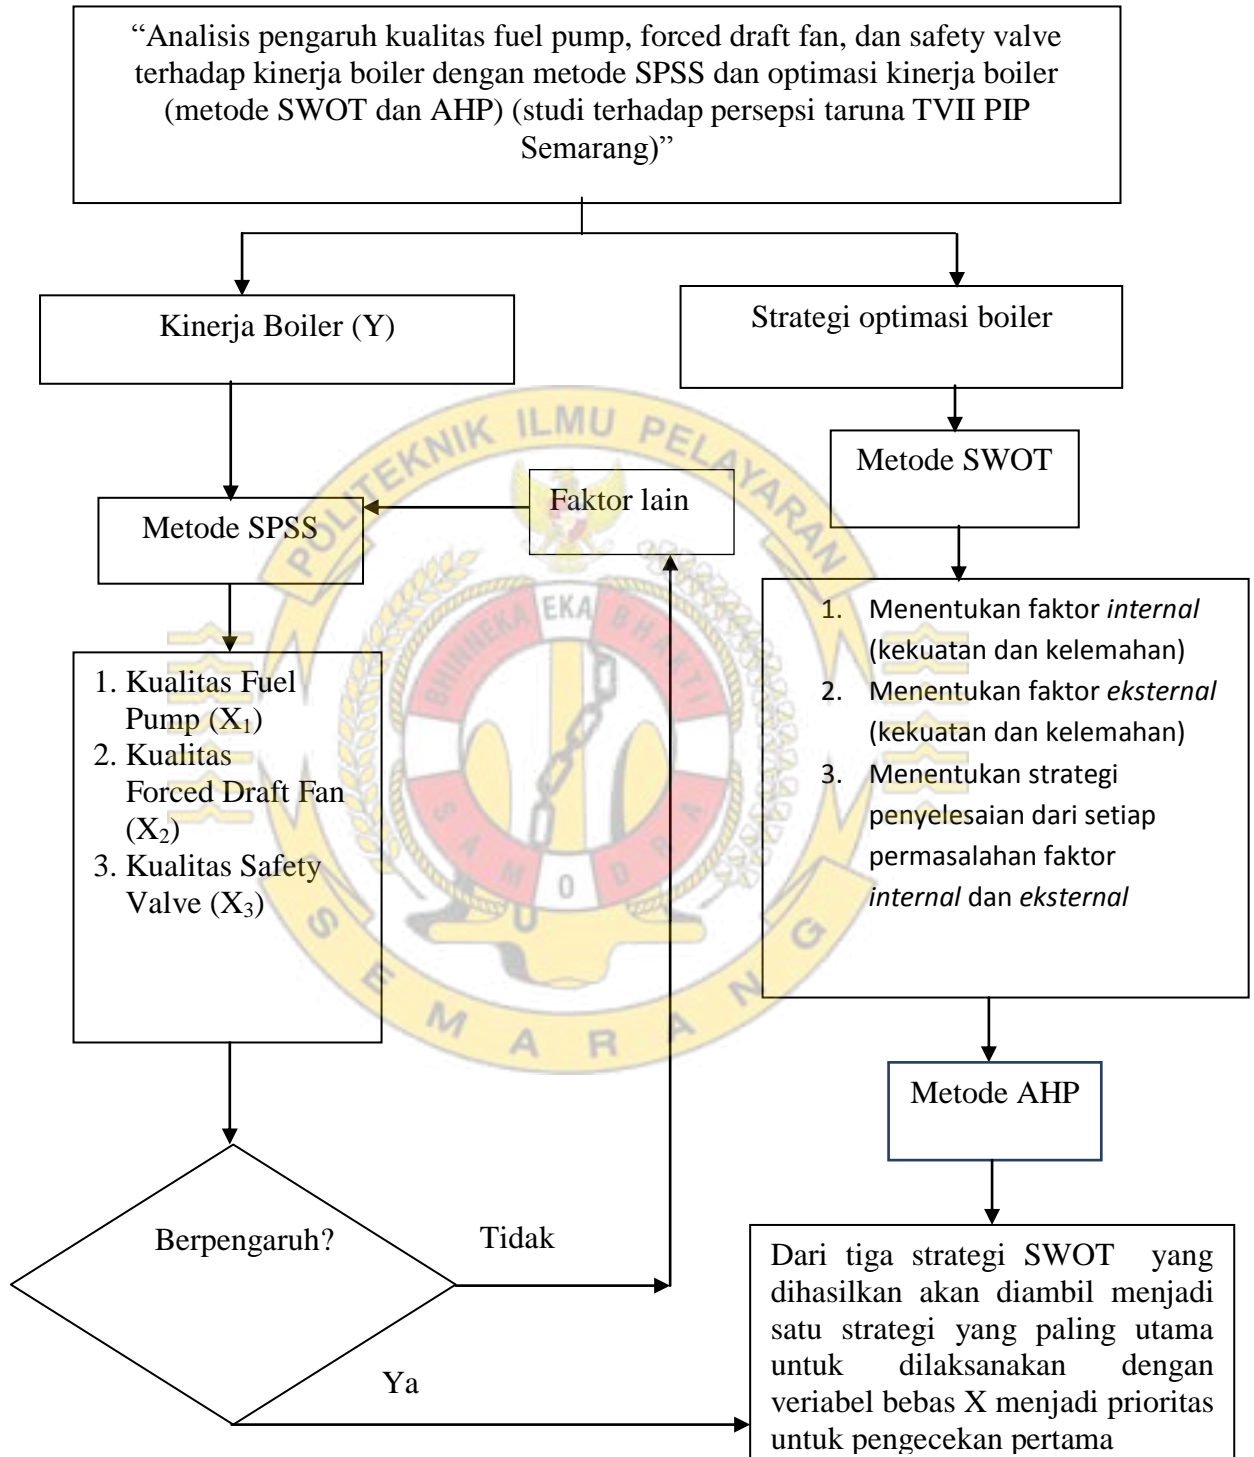 “Analisis pengaruh kualitas fuel pump, forced draft fan, dan safety valve
terhadap kinerja boiler dengan metode SPSS dan optimasi kinerja boiler
(metode SWOT dan AHP) (studi terhadap persepsi taruna TVII PIP
Semarang)”
Kinerja Boiler (Y)
Strategi optimasi boiler
Metode SWOT
Faktor lain
Metode SPSS
1. Kualitas Fuel
Pump (X₁)
2. Kualitas
Forced Draft Fan
(X₂)
3. Kualitas Safety
Valve (X₃)
1. Menentukan faktor internal
(kekuatan dan kelemahan)
2. Menentukan faktor eksternal
(kekuatan dan kelemahan)
3. Menentukan strategi
penyelesaian dari setiap
permasalahan faktor
internal dan eksternal
Metode AHP
Berpengaruh?
Tidak
Ya
Dari tiga strategi SWOT yang
dihasilkan akan diambil menjadi
satu strategi yang paling utama
untuk dilaksanakan dengan
veriabel bebas X menjadi prioritas
untuk pengecekan pertama
POLITEKNIK ILMU PELAYARAN
SEMARANG
BHINNEKA EKA BHAKTI
SAMODRA